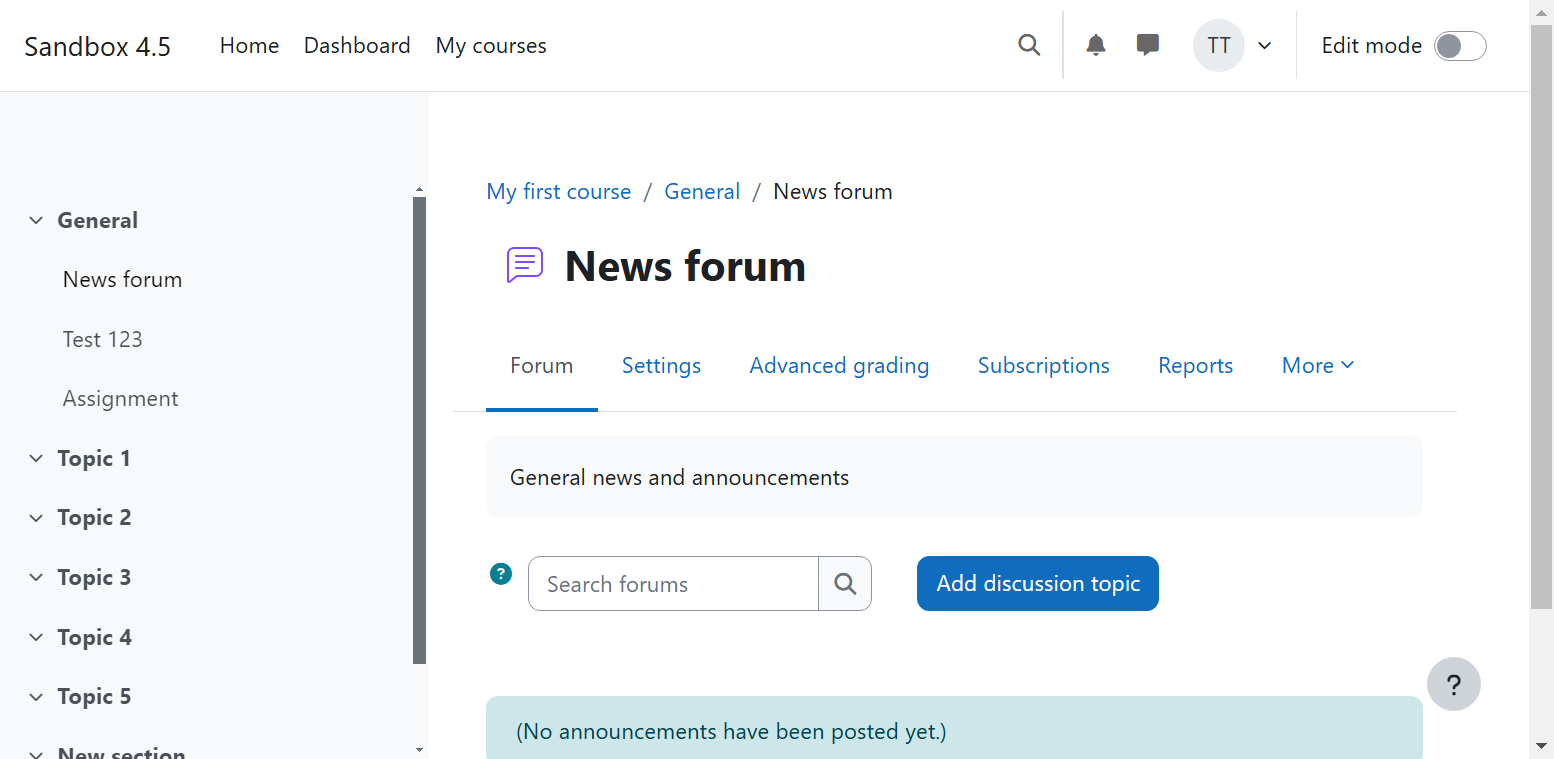 Sandbox 4.5 Home Dashboard My courses TT Edit mode
General
News forum
Test 123
Assignment
Topic 1
Topic 2
Topic 3
Topic 4
Topic 5
New section
My first course / General / News forum
News forum
Forum Settings Advanced grading Subscriptions Reports More
General news and announcements
? Search forums Add discussion topic
?
(No announcements have been posted yet.)